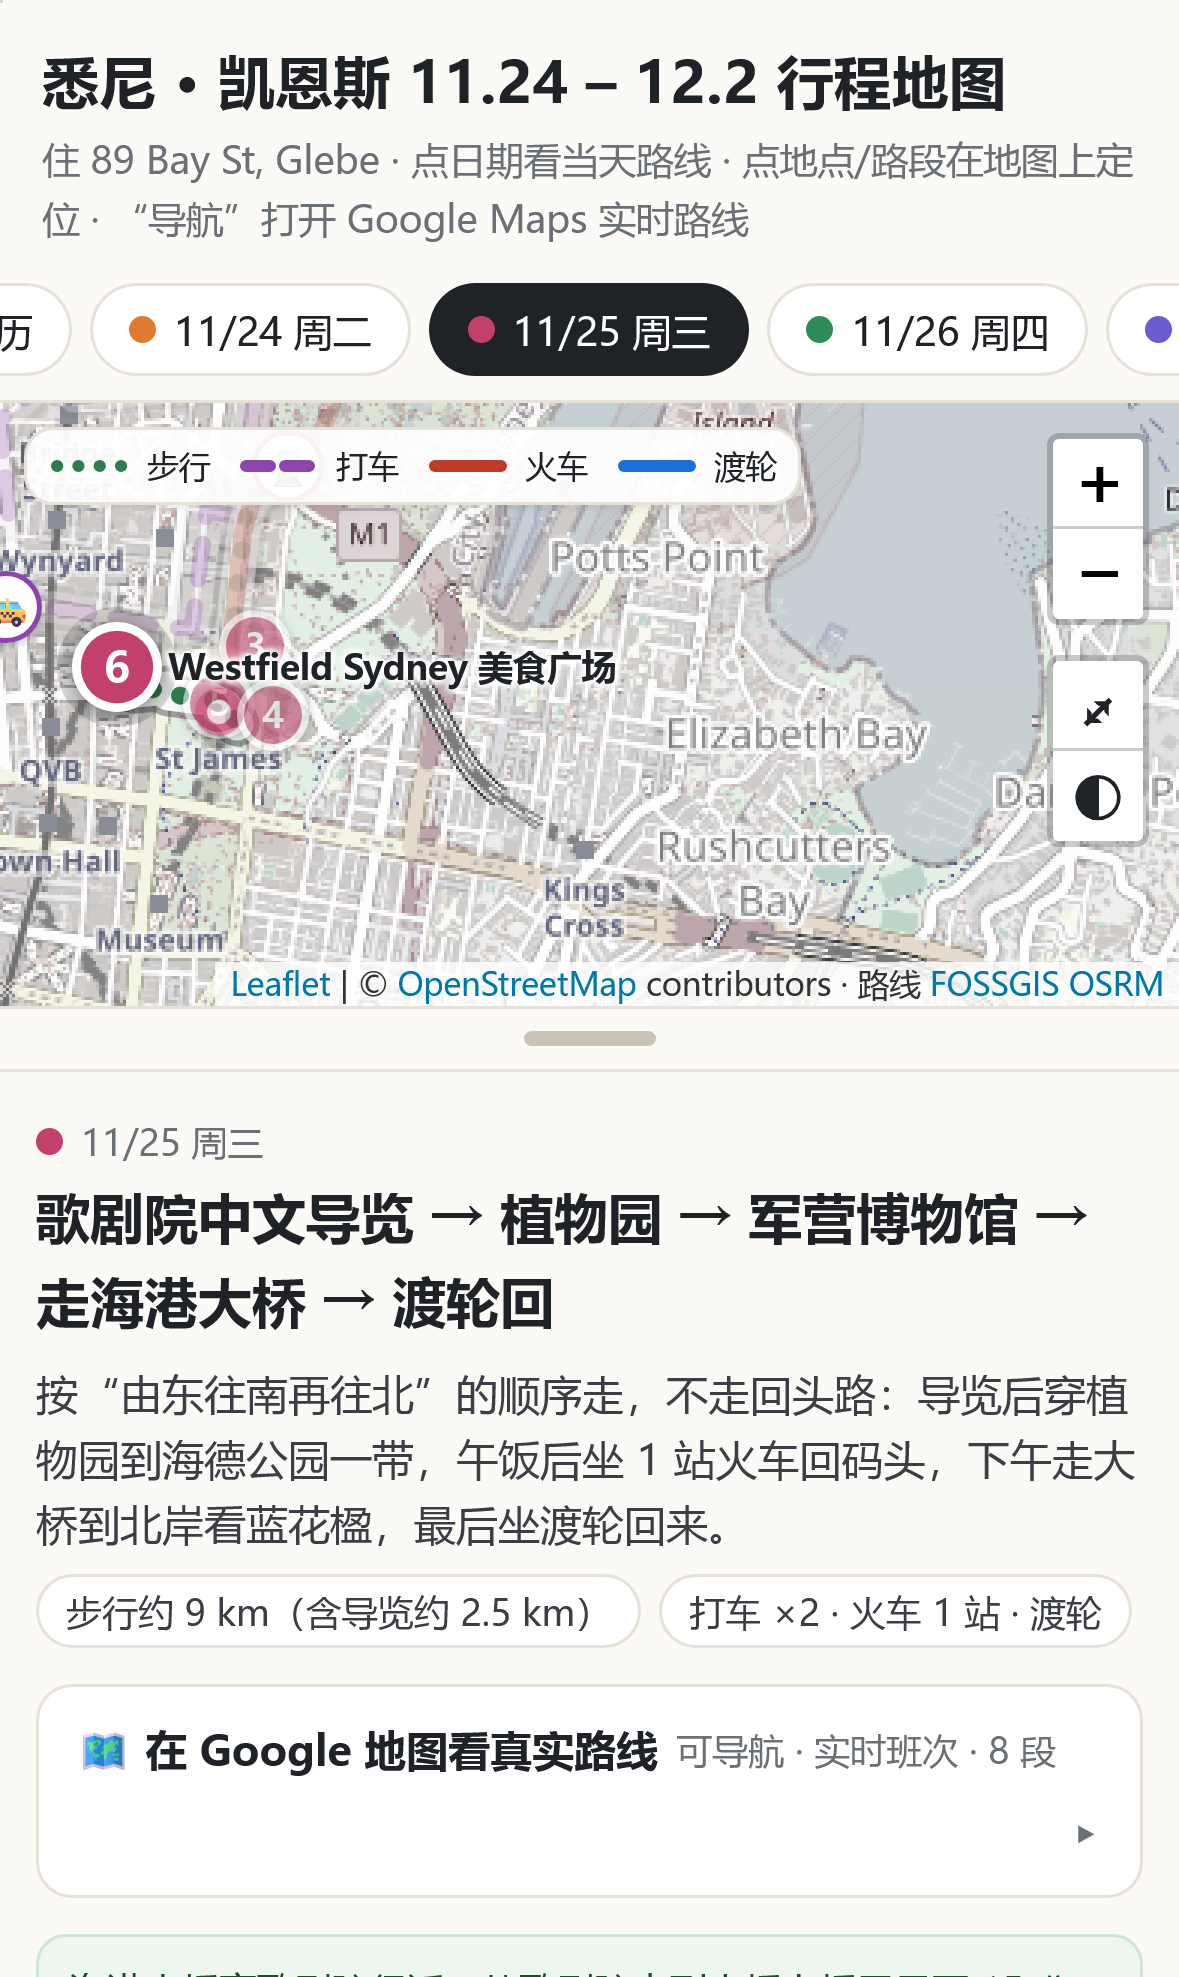 悉尼 · 凯恩斯 11.24 – 12.2 行程地图
住 89 Bay St, Glebe · 点日期看当天路线 · 点地点/路段在地图上定
位 · “导航” 打开 Google Maps 实时路线
历
11/24 周二
11/25 周三
11/26 周四
Island
步行
打车
火车
渡轮
M1
Potts Point
Wynyard
3
6
Westfield Sydney 美食广场
5
4
Elizabeth Bay
St James
QVB
Rushcutters
Bay
Town Hall
Kings
Cross
Museum
Leaflet | © OpenStreetMap contributors · 路线 FOSSGIS OSRM
11/25 周三
歌剧院中文导览 → 植物园 → 军营博物馆 →
走海港大桥 → 渡轮回
按“由东往南再往北”的顺序走，不走回头路：导览后穿植
物园到海德公园一带，午饭后坐 1 站火车回码头，下午走大
桥到北岸看蓝花楹，最后坐渡轮回来。
步行约 9 km（含导览约 2.5 km）
打车 ×2 · 火车 1 站 · 渡轮
在 Google 地图看真实路线 可导航 · 实时班次 · 8 段